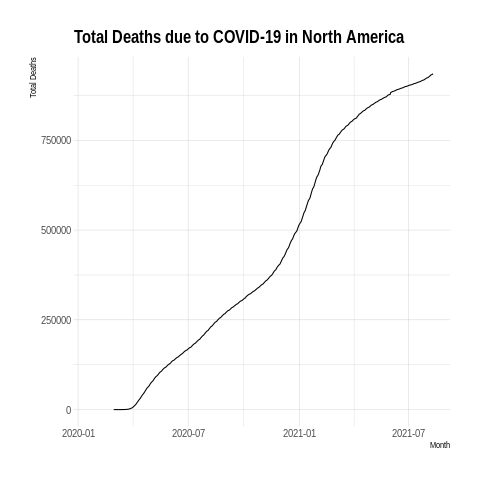 Total Deaths due to COVID-19 in North America
Total Deaths
750000
500000
250000
0
2020-01
2020-07
2021-01
2021-07
Month